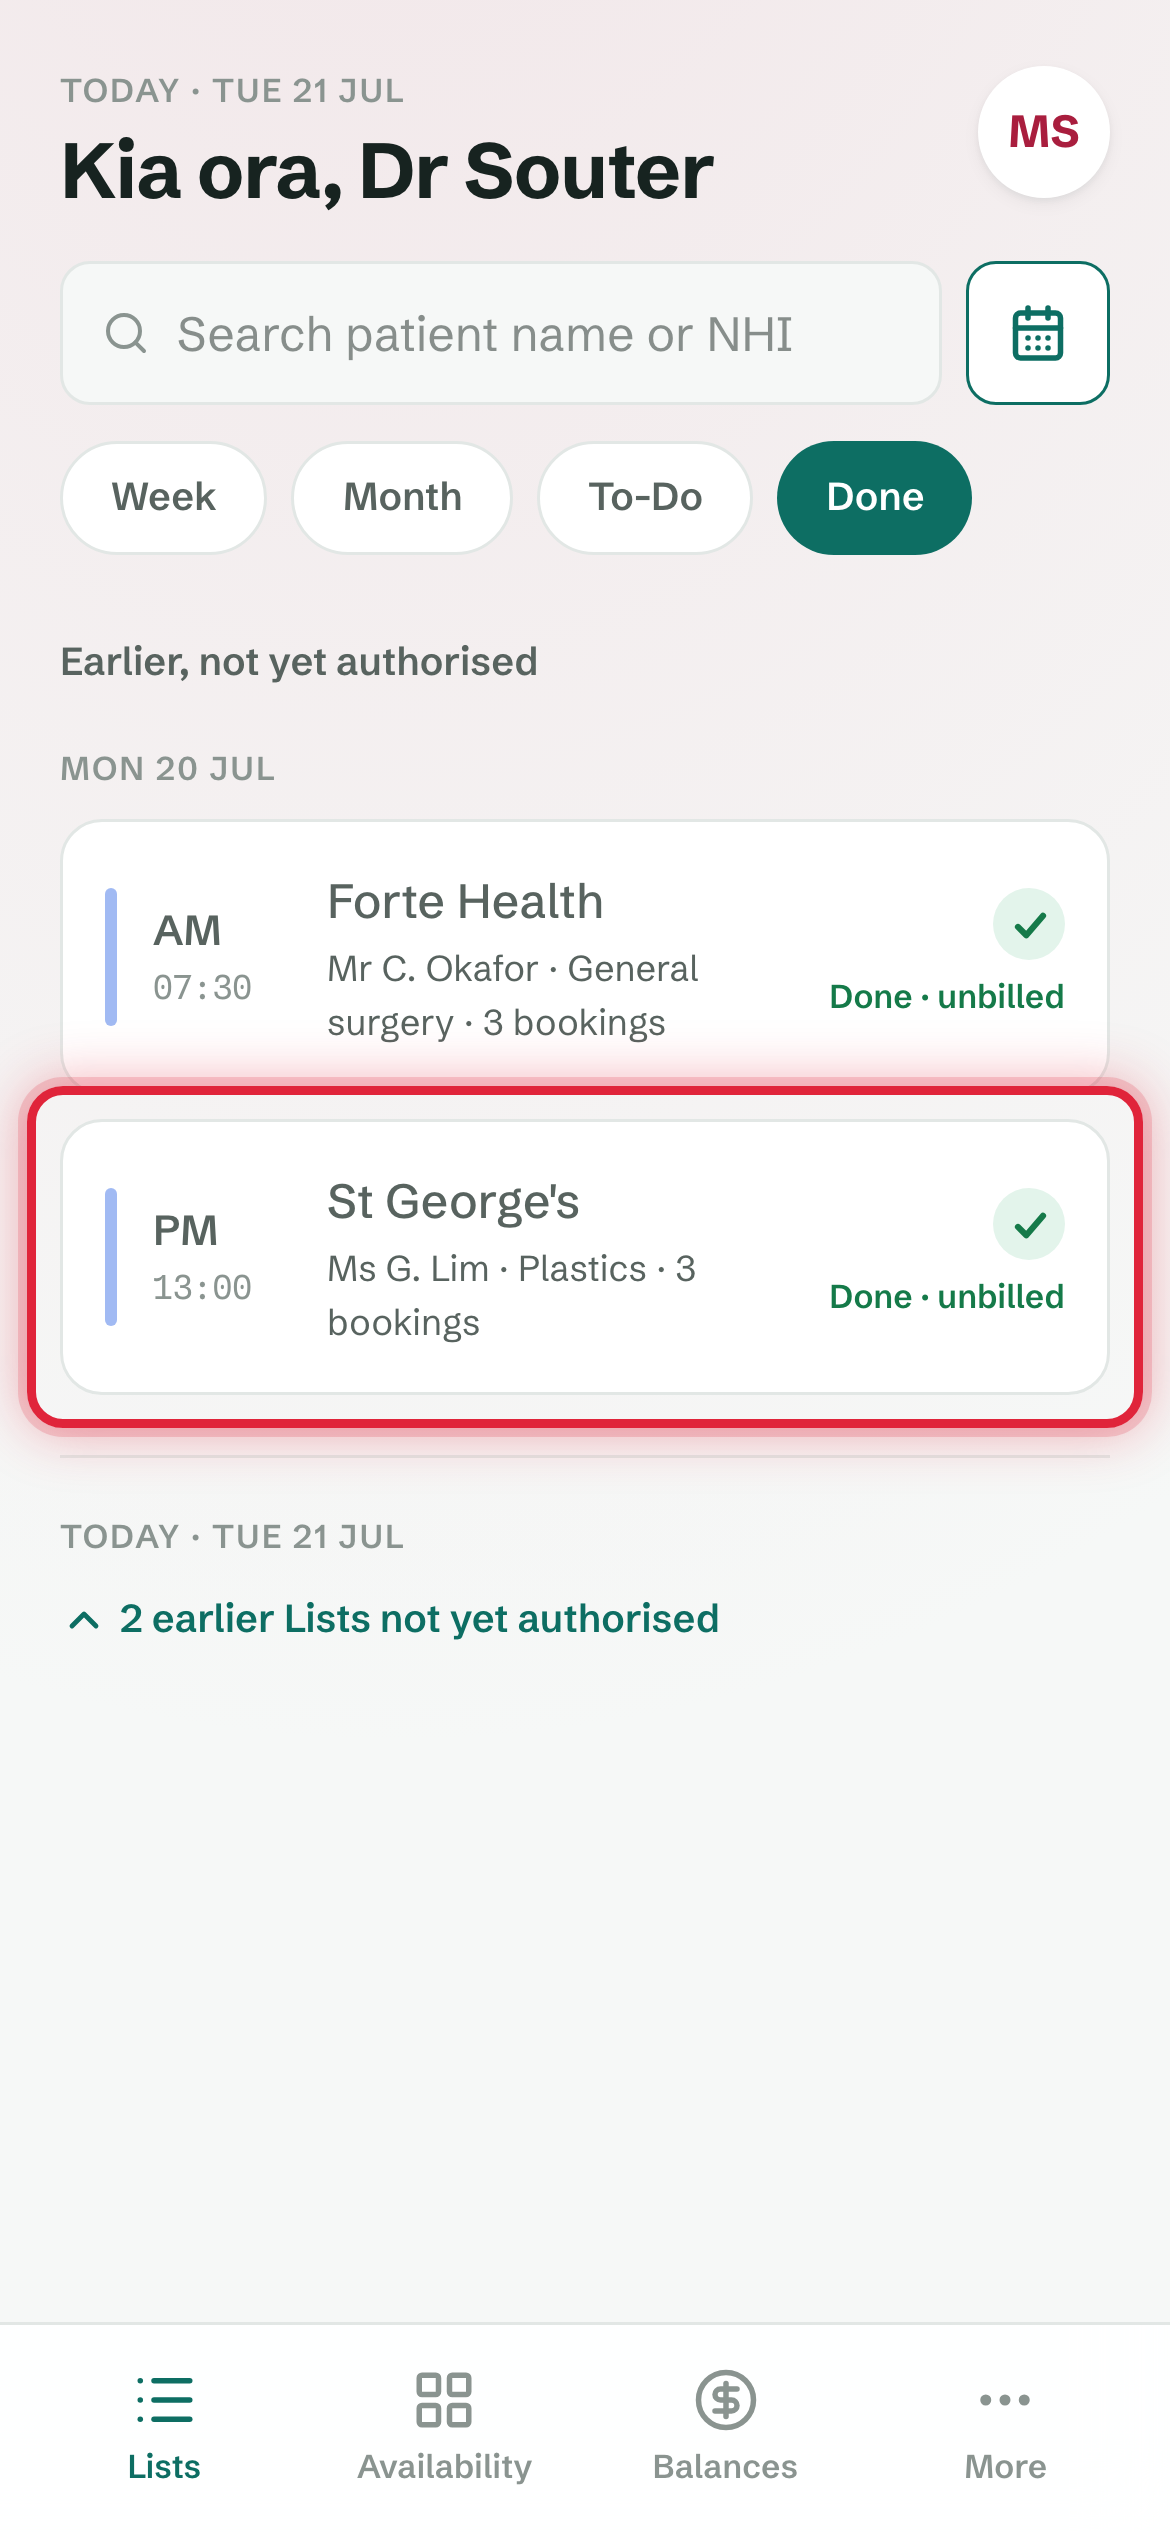 TODAY · TUE 21 JUL
Kia ora, Dr Souter
MS
Search patient name or NHI
Week
Month
To-Do
Done
Earlier, not yet authorised
MON 20 JUL
AM
07:30
Forte Health
Mr C. Okafor · General
surgery · 3 bookings
Done · unbilled
PM
13:00
St George's
Ms G. Lim · Plastics · 3
bookings
Done · unbilled
TODAY · TUE 21 JUL
2 earlier Lists not yet authorised
Lists
Availability
Balances
More